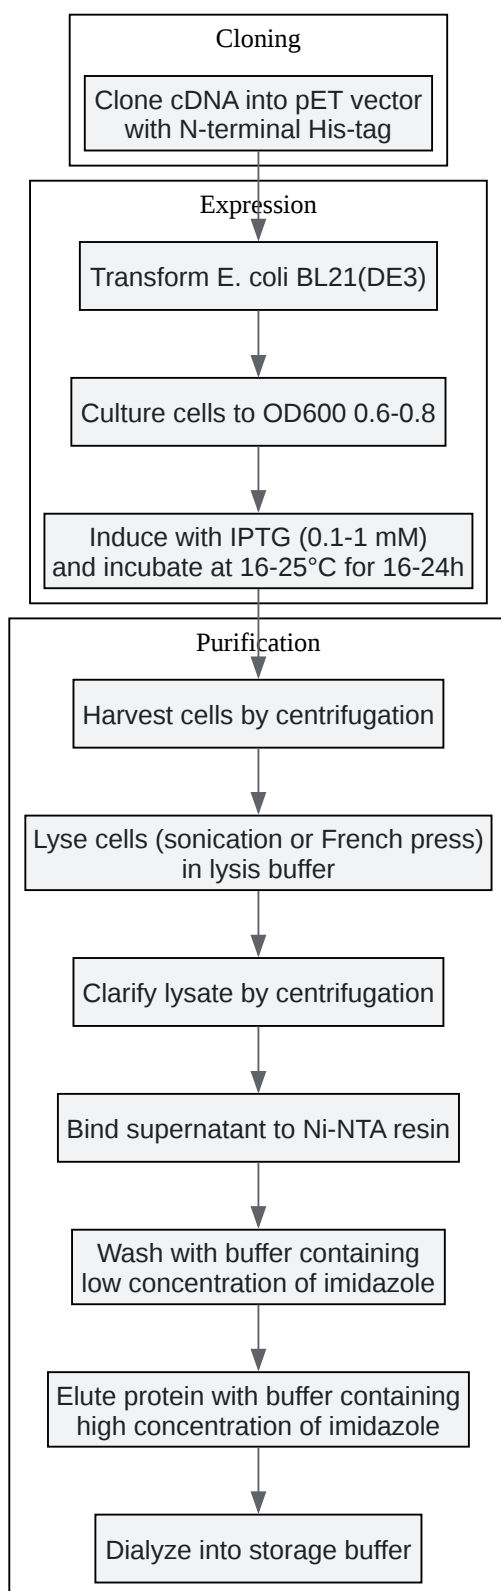 Cloning
Clone cDNA into pET vector
with N-terminal His-tag
Expression
Transform E. coli BL21(DE3)
Culture cells to OD600 0.6-0.8
Induce with IPTG (0.1-1 mM)
and incubate at 16-25°C for 16-24h
Purification
Harvest cells by centrifugation
Lyse cells (sonication or French press)
in lysis buffer
Clarify lysate by centrifugation
Bind supernatant to Ni-NTA resin
Wash with buffer containing
low concentration of imidazole
Elute protein with buffer containing
high concentration of imidazole
Dialyze into storage buffer